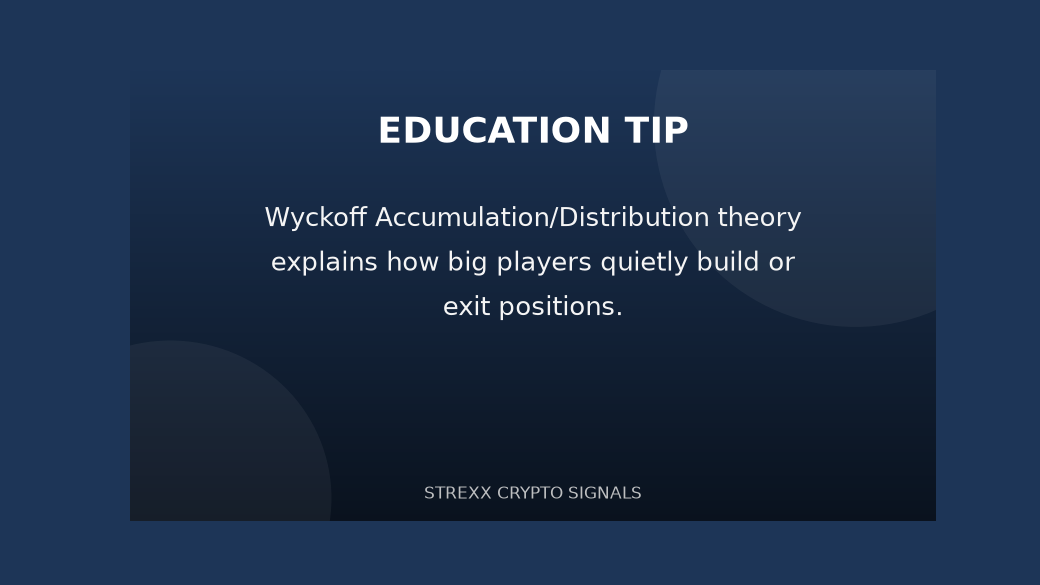 EDUCATION TIP
Wyckoff Accumulation/Distribution theory
explains how big players quietly build or
exit positions.
STREXX CRYPTO SIGNALS